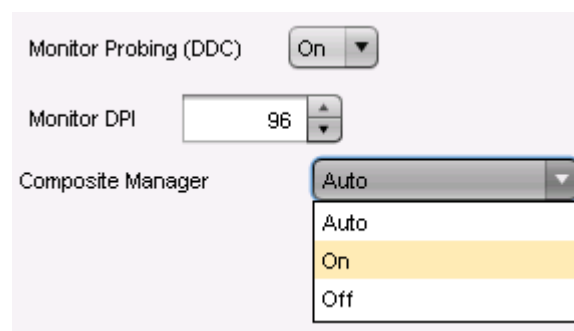 Monitor Probing (DDC) On
Monitor DPI 96
Composite Manager Auto
Auto
On
Off